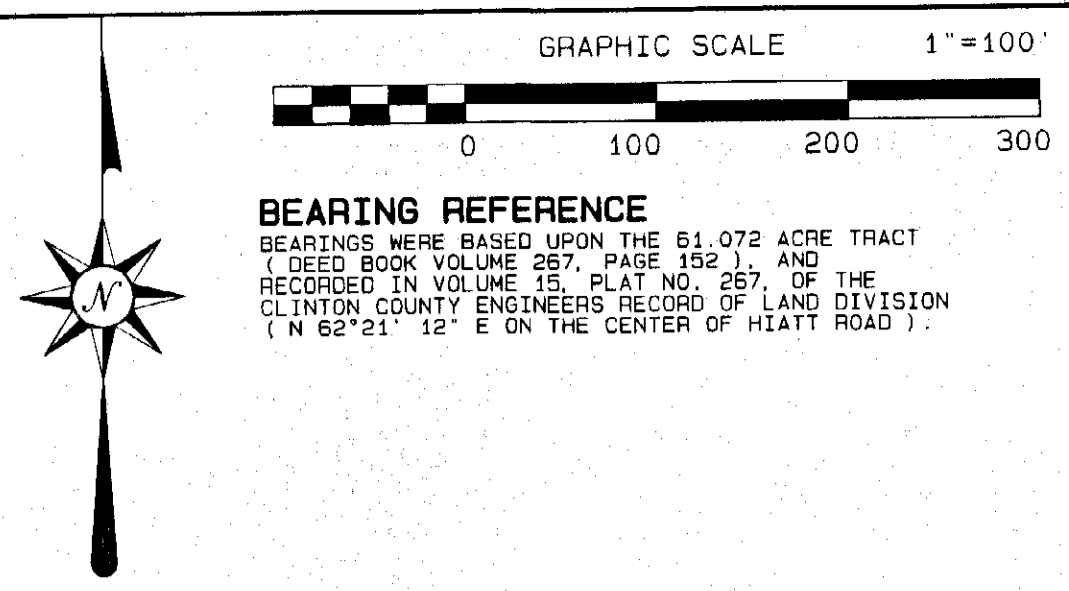 GRAPHIC SCALE 1"=100'
0 100 200 300
BEARING REFERENCE
BEARINGS WERE BASED UPON THE 61.072 ACRE TRACT
( DEED BOOK VOLUME 267, PAGE 152 ), AND
RECORDED IN VOLUME 15, PLAT NO. 267, OF THE
CLINTON COUNTY ENGINEERS RECORD OF LAND DIVISION
( N 62°21' 12" E ON THE CENTER OF HIATT ROAD ).
N